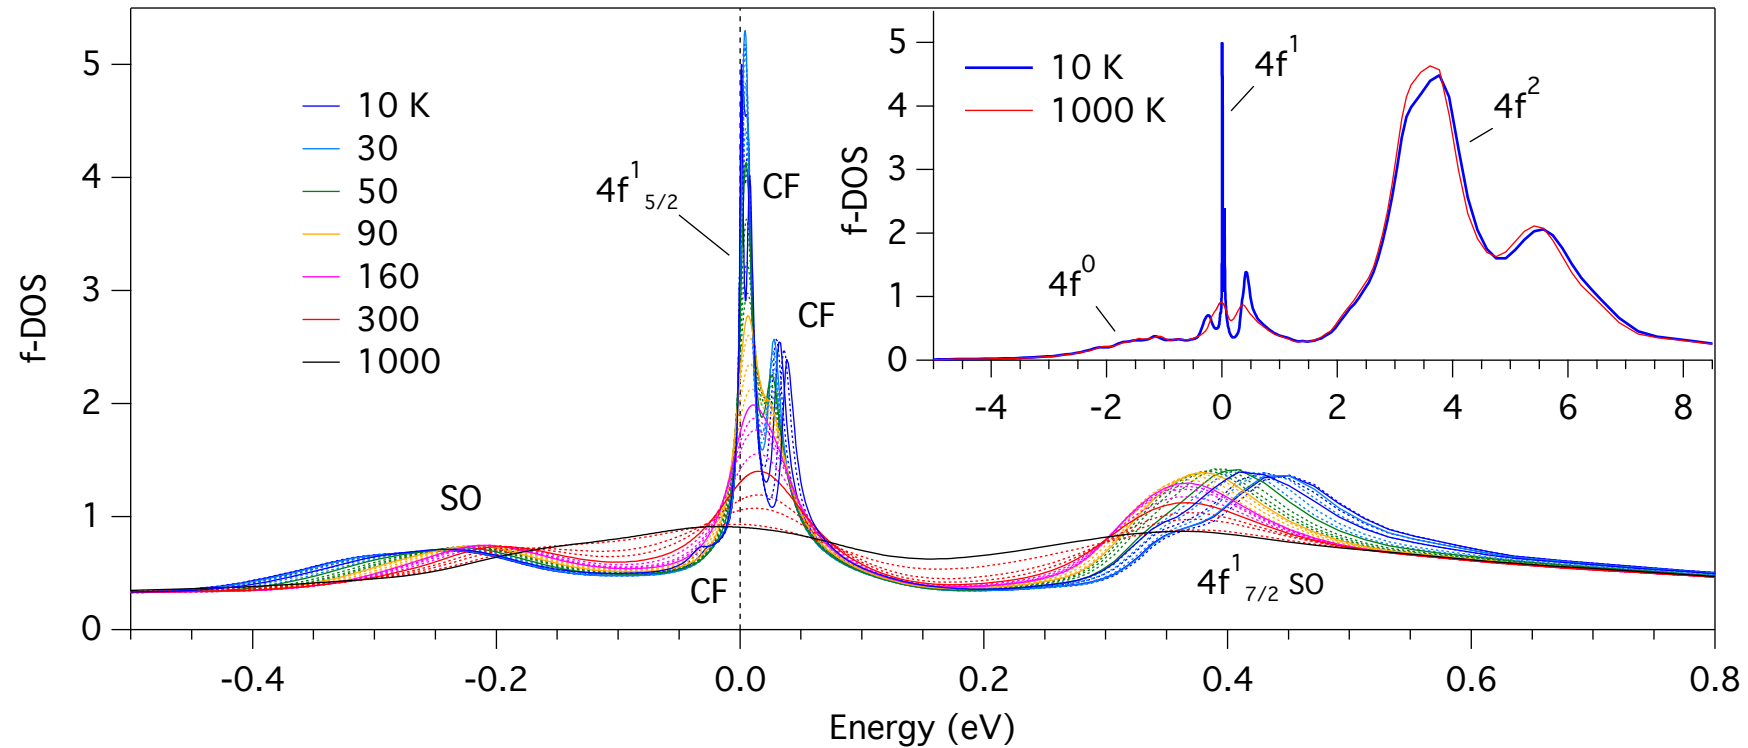 f-DOS
5
4
3
2
1
0
-0.4
-0.2
0.0
0.2
0.4
0.6
0.8
Energy (eV)
10 K
30
50
90
160
300
1000
4f¹ 5/2
CF
CF
SO
CF
4f¹ 7/2 SO
f-DOS
5
4
3
2
1
0
-4
-2
0
2
4
6
8
10 K
1000 K
4f¹
4f²
4f⁰